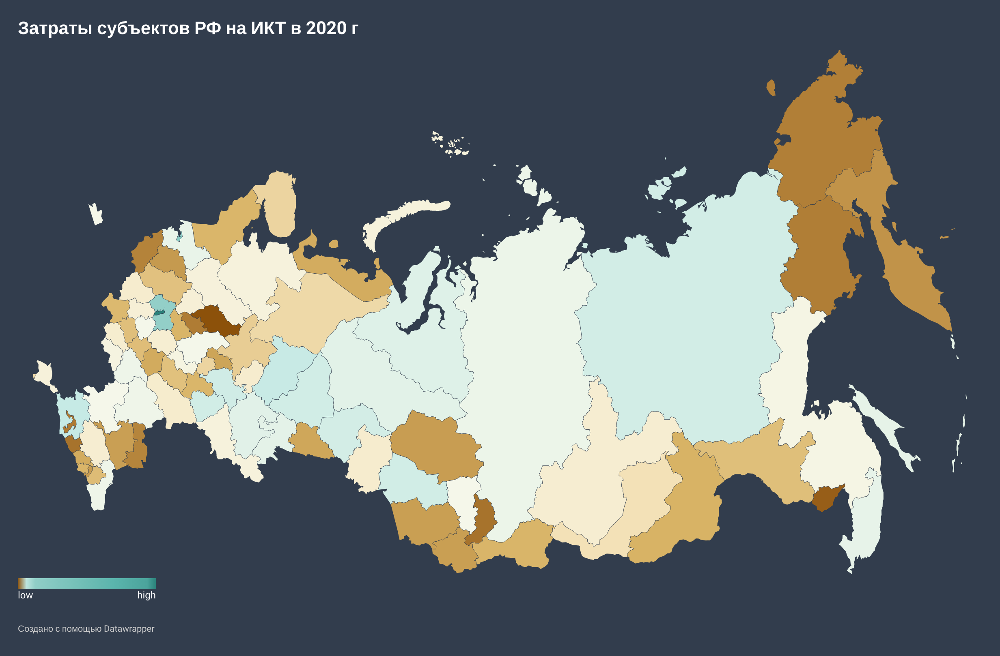 Затраты субъектов РФ на ИКТ в 2020 г
low high
Создано с помощью Datawrapper